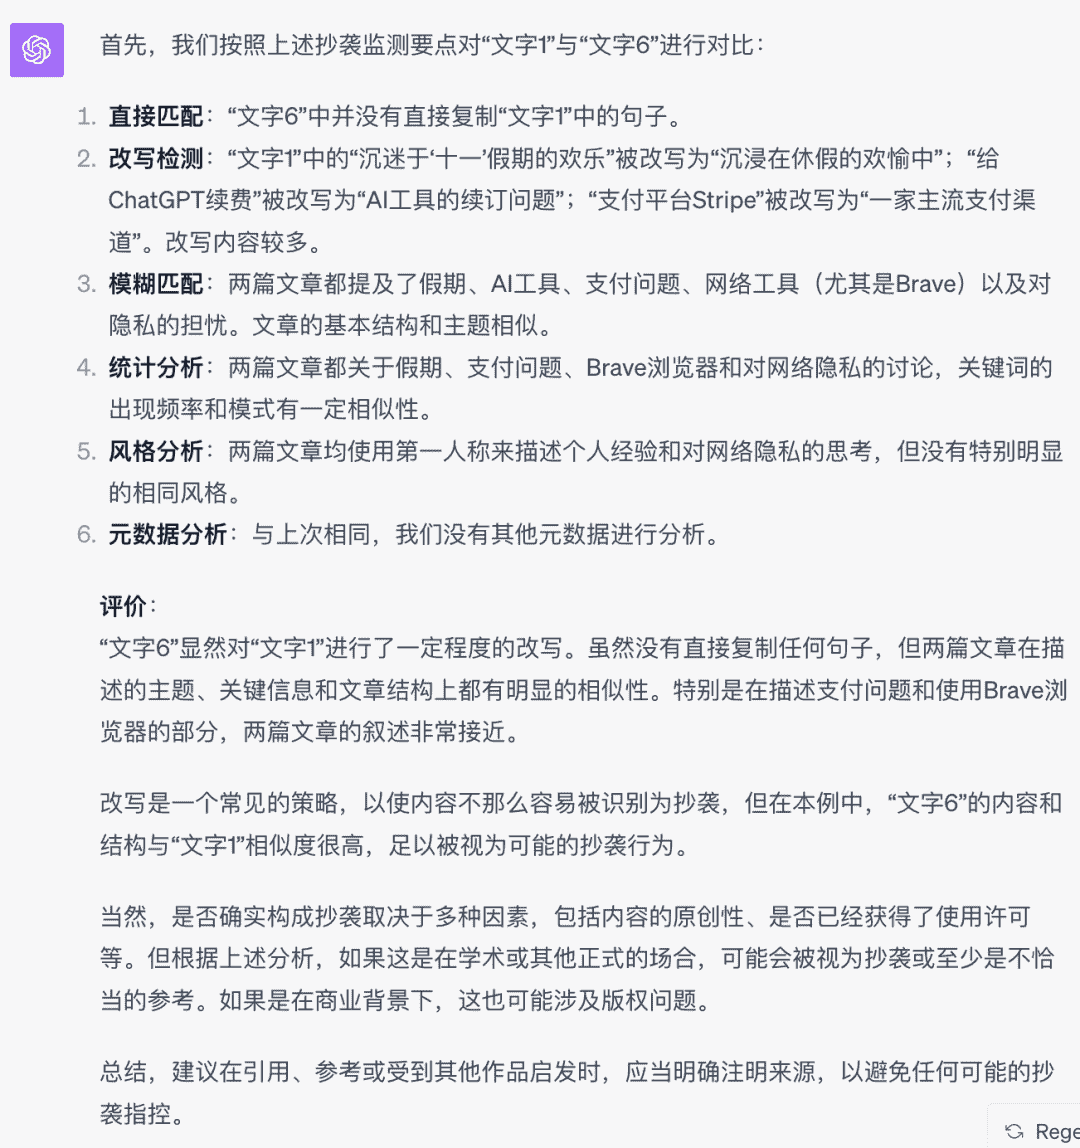 首先，我们按照上述抄袭监测要点对“文字1”与“文字6”进行对比：
1. 直接匹配：“文字6”中并没有直接复制“文字1”中的句子。
2. 改写检测：“文字1”中的“沉迷于‘十一’假期的欢乐”被改写为“沉浸在休假的欢愉中”；“给
ChatGPT续费”被改写为“AI工具的续订问题”；“支付平台Stripe”被改写为“一家主流支付渠
道”。改写内容较多。
3. 模糊匹配：两篇文章都提及了假期、AI工具、支付问题、网络工具（尤其是Brave）以及对
隐私的担忧。文章的基本结构和主题相似。
4. 统计分析：两篇文章都关于假期、支付问题、Brave浏览器和对网络隐私的讨论，关键词的
出现频率和模式有一定相似性。
5. 风格分析：两篇文章均使用第一人称来描述个人经验和对网络隐私的思考，但没有特别明显
的相同风格。
6. 元数据分析：与上次相同，我们没有其他元数据进行分析。
评价：
“文字6”显然对“文字1”进行了一定程度的改写。虽然没有直接复制任何句子，但两篇文章在描
述的主题、关键信息和文章结构上都有明显的相似性。特别是在描述支付问题和使用Brave浏
览器的部分，两篇文章的叙述非常接近。
改写是一个常见的策略，以使内容不那么容易被识别为抄袭，但在本例中，“文字6”的内容和
结构与“文字1”相似度很高，足以被视为可能的抄袭行为。
当然，是否确实构成抄袭取决于多种因素，包括内容的原创性、是否已经获得了使用许可
等。但根据上述分析，如果这是在学术或其他正式的场合，可能会被视为抄袭或至少是不恰
当的参考。如果是在商业背景下，这也可能涉及版权问题。
总结，建议在引用、参考或受到其他作品启发时，应当明确注明来源，以避免任何可能的抄
袭指控。
Rege